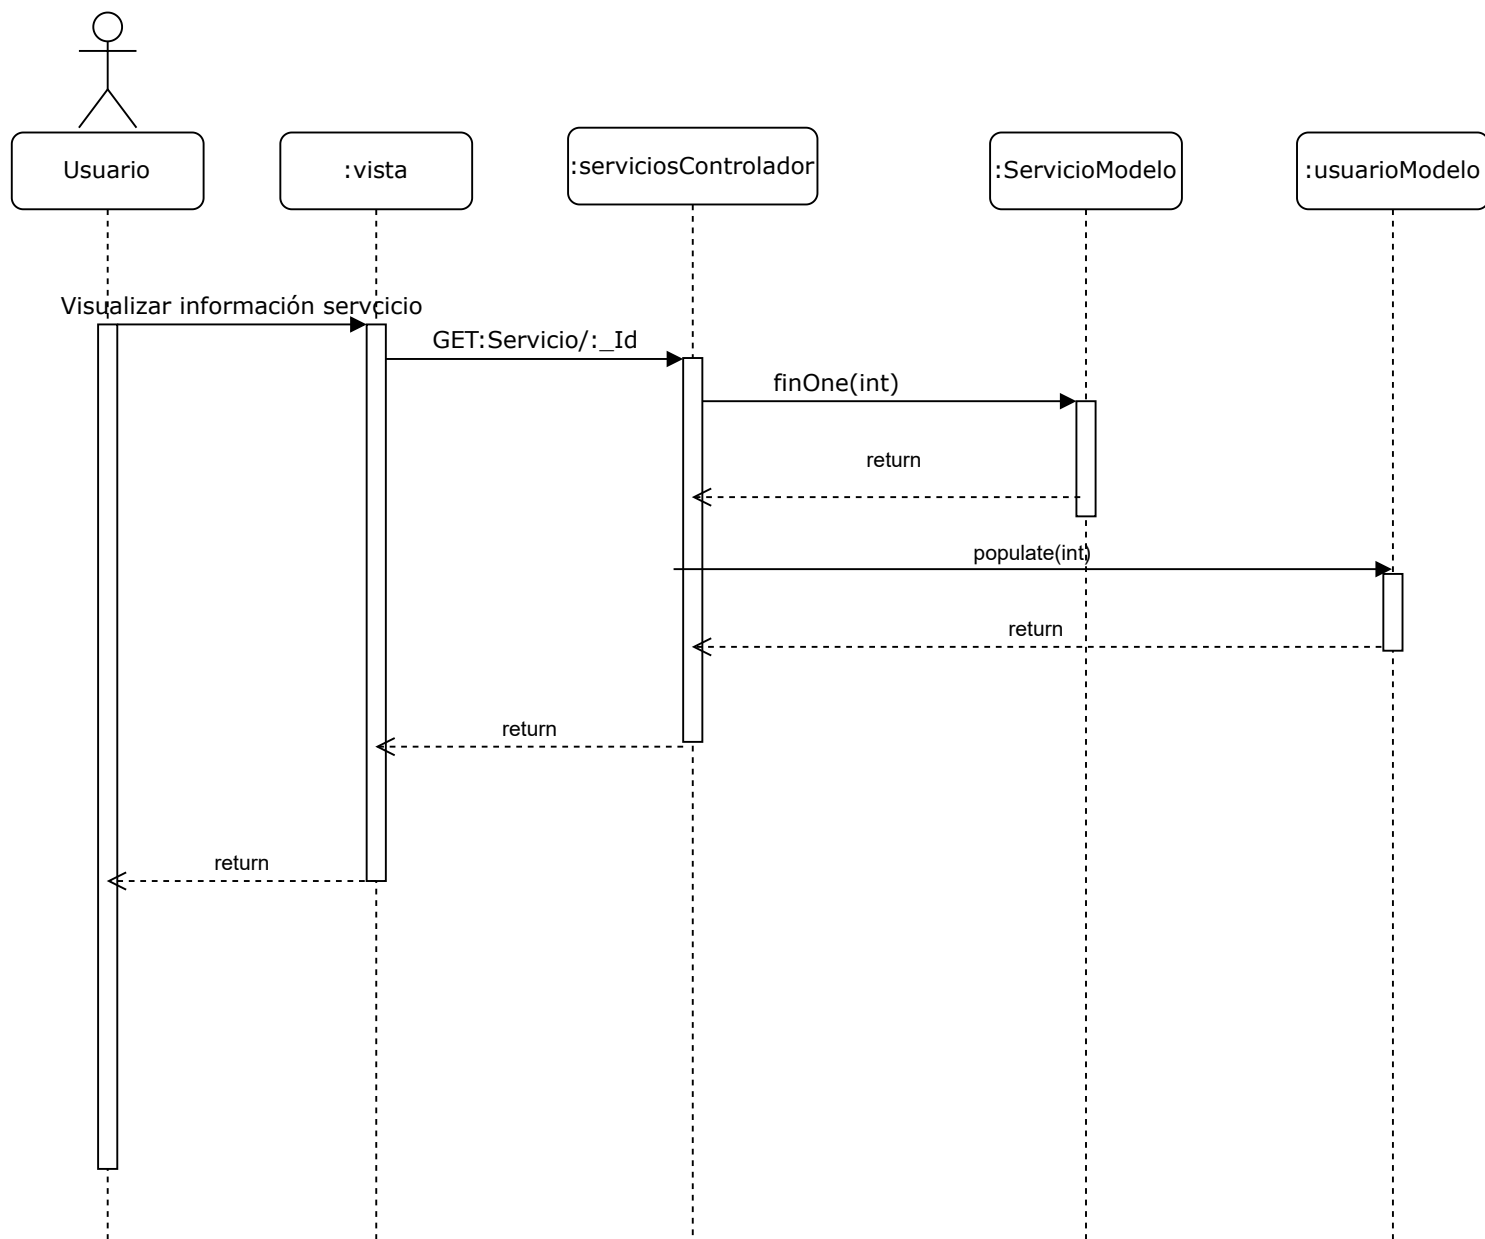 Usuario
:vista
:serviciosControlador
:ServicioModelo
:usuarioModelo
Visualizar información servcicio
GET:Servicio/:_Id
finOne(int)
return
populate(int)
return
return
return